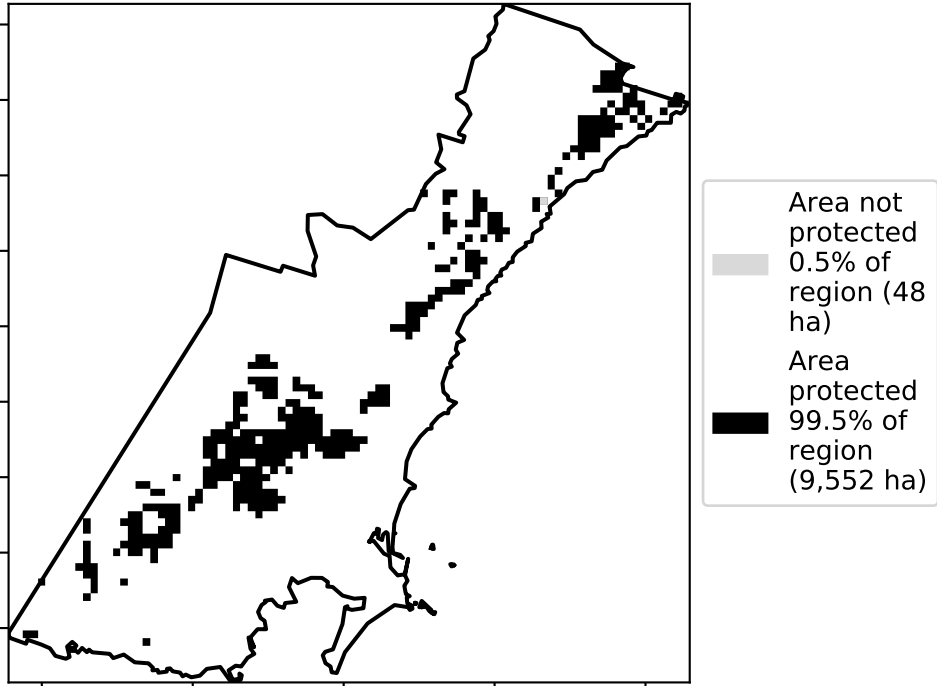 Area not
protected
0.5% of
region (48
ha)
Area
protected
99.5% of
region
(9,552 ha)